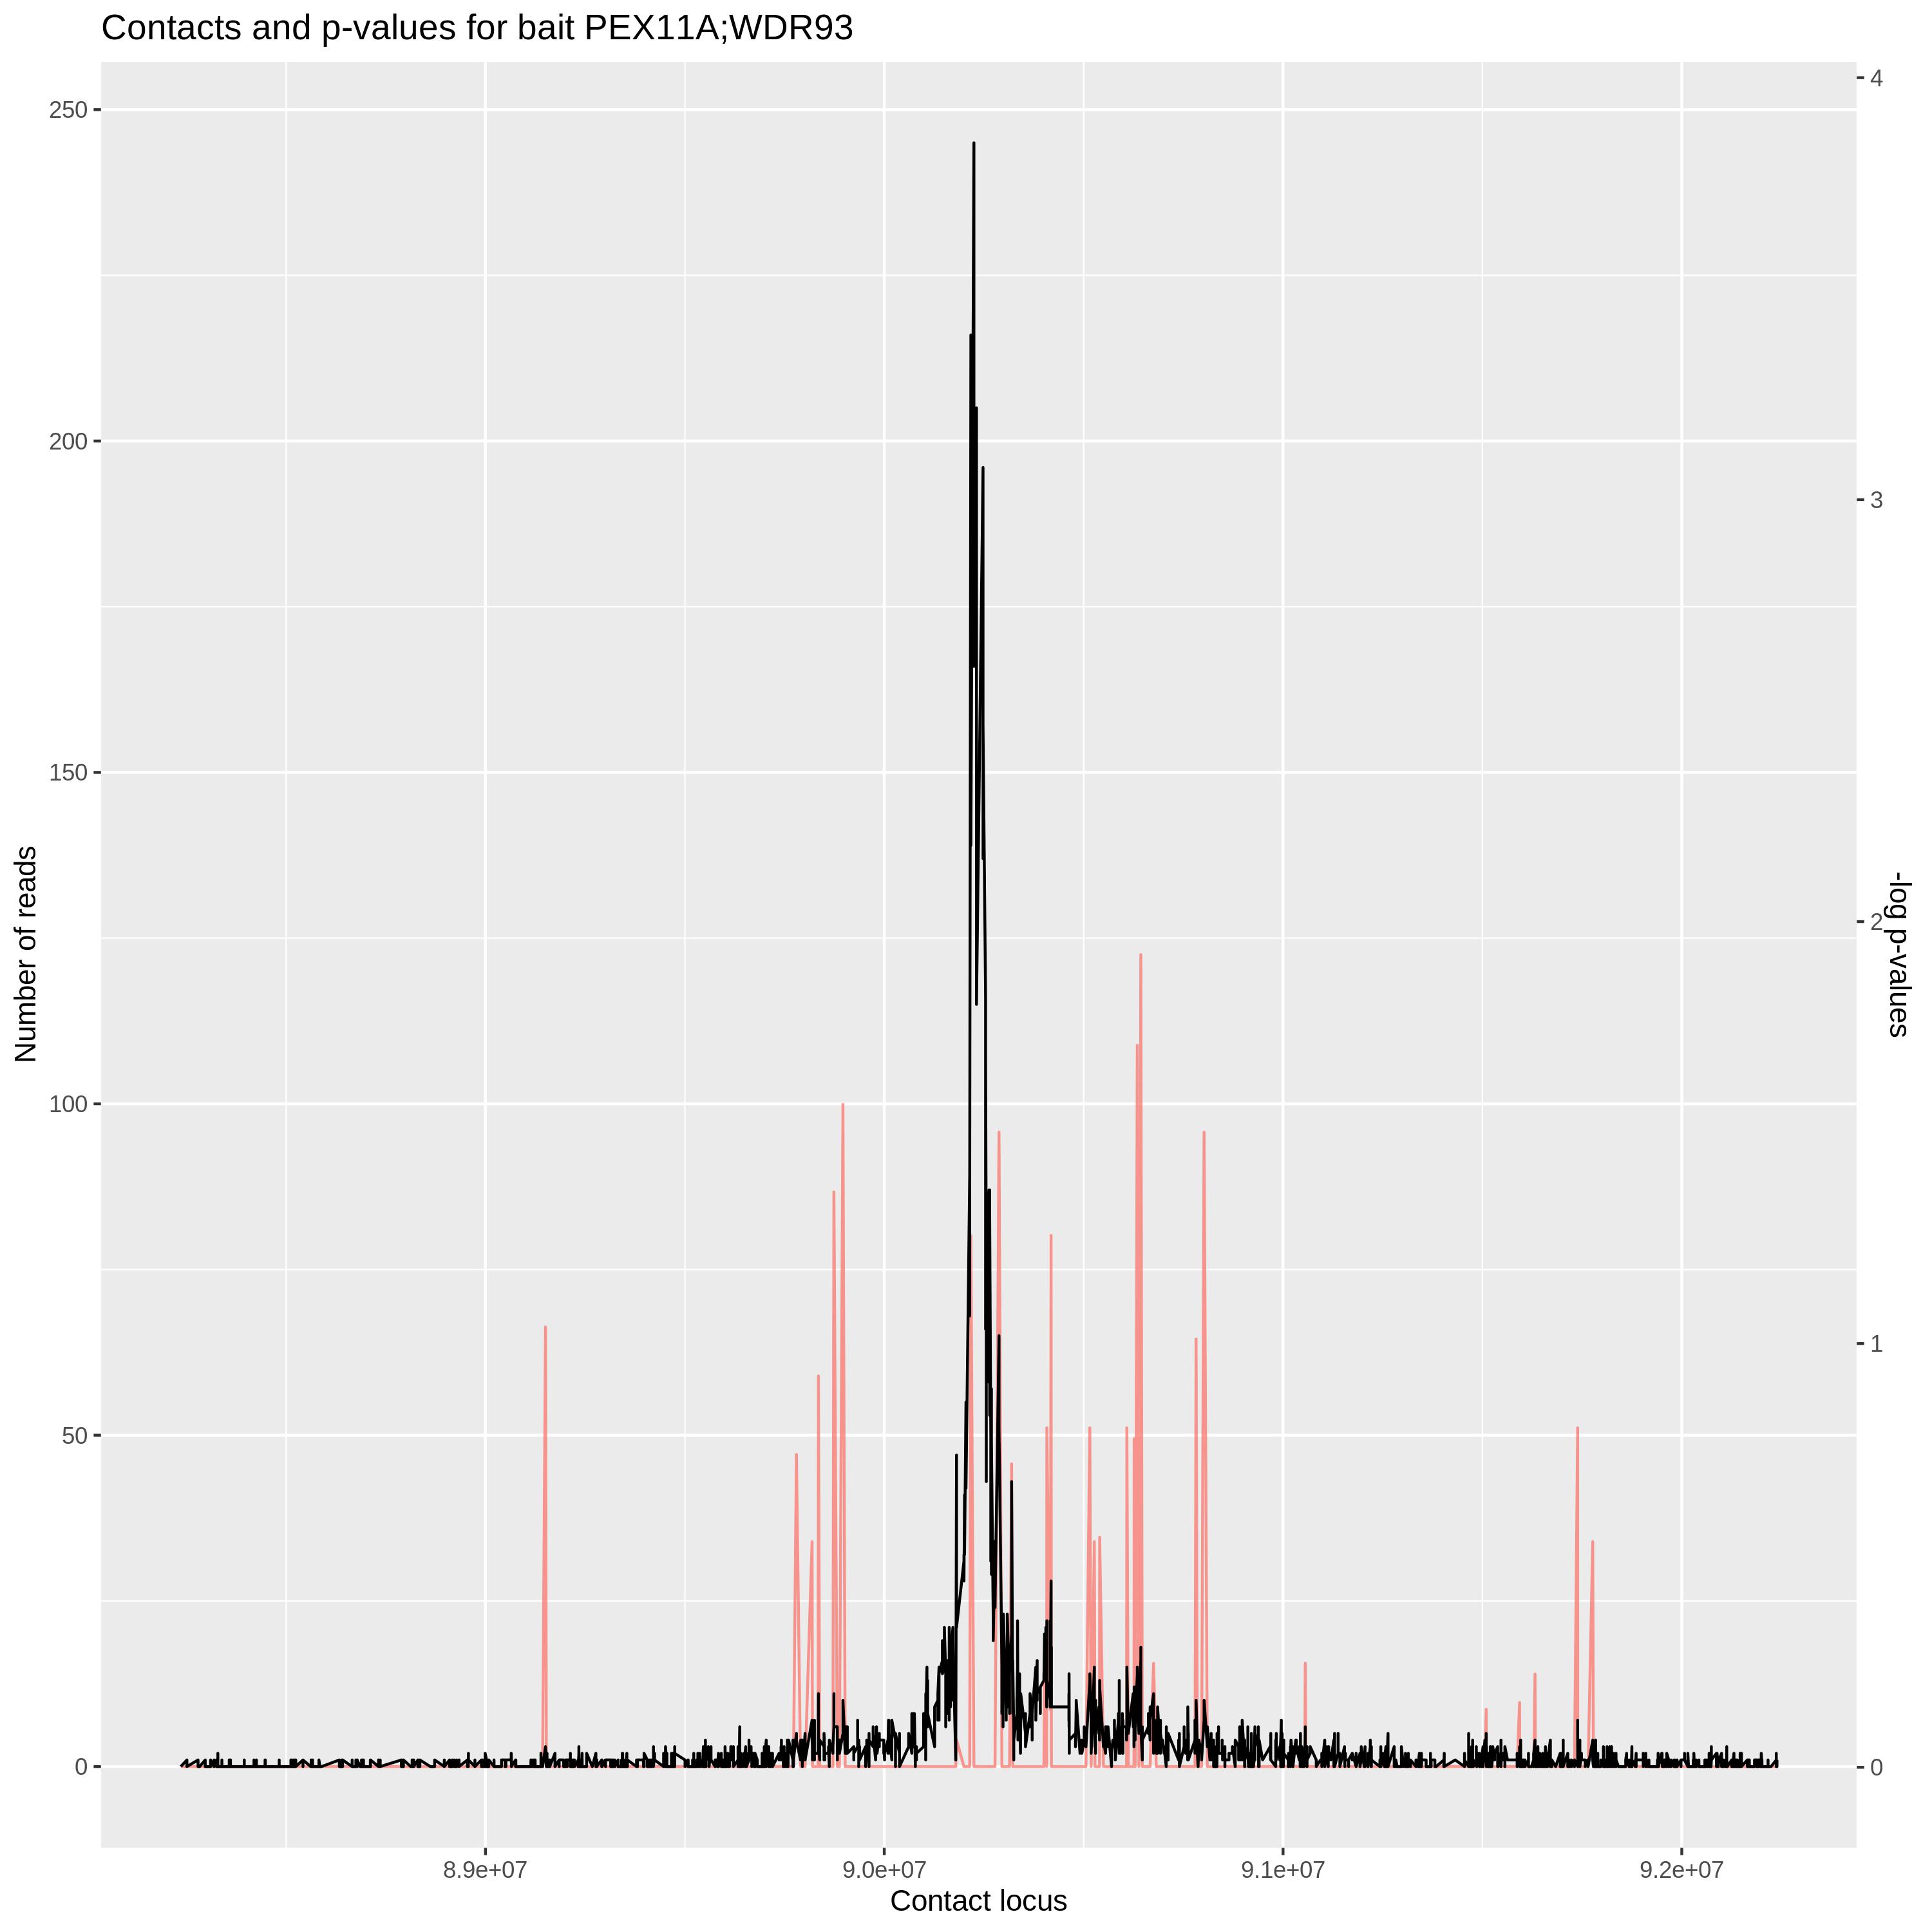 Contacts and p-values for bait PEX11A;WDR93
250
200
150
100
50
0
Number of reads
4
3
2
1
0
-log p-values
8.9e+07 9.0e+07 9.1e+07 9.2e+07
Contact locus